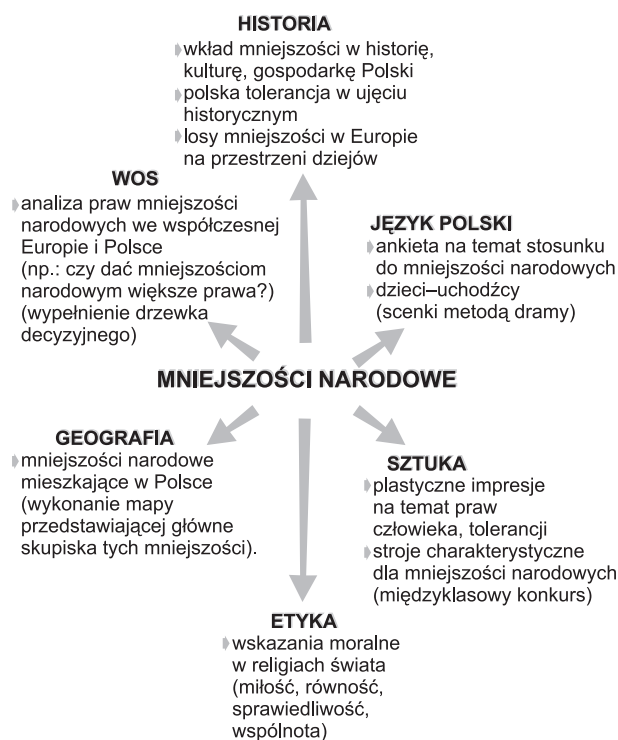 HISTORIA
wkład mniejszości w historię,
kulturę, gospodarkę Polski
polska tolerancja w ujęciu
historycznym
losy mniejszości w Europie
na przestrzeni dziejów
WOS
analiza praw mniejszości
narodowych we współczesnej
Europie i Polsce
(np.: czy dać mniejszościom
narodowym większe prawa?)
(wypełnienie drzewka
decyzyjnego)
JĘZYK POLSKI
ankieta na temat stosunku
do mniejszości narodowych
dzieci–uchodźcy
(scenki metodą dramy)
MNIEJSZOŚCI NARODOWE
GEOGRAFIA
mniejszości narodowe
mieszkające w Polsce
(wykonanie mapy
przedstawiającej główne
skupiska tych mniejszości).
SZTUKA
plastyczne impresje
na temat praw
człowieka, tolerancji
stroje charakterystyczne
dla mniejszości narodowych
(międzyklasowy konkurs)
ETYKA
wskazania moralne
w religiach świata
(miłość, równość,
sprawiedliwość,
wspólnota)